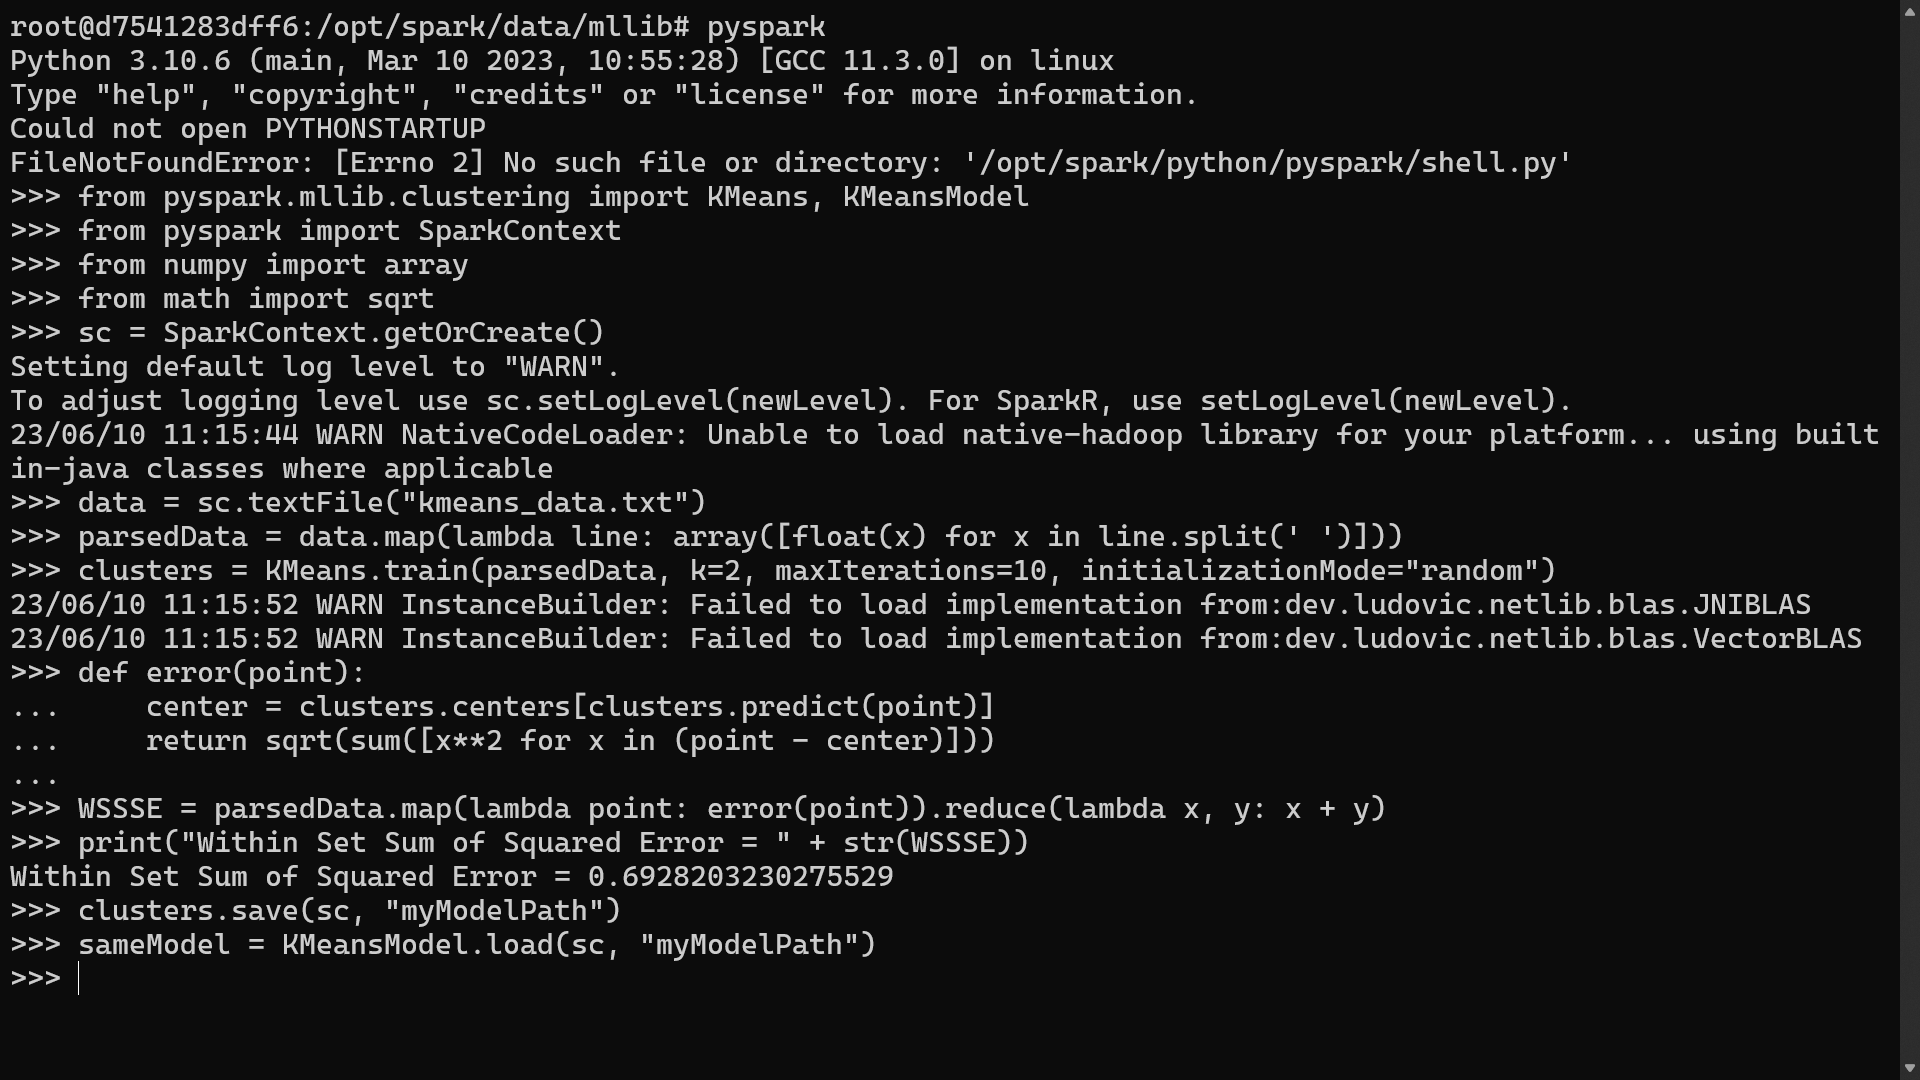 root@d7541283dff6:/opt/spark/data/mllib# pyspark
Python 3.10.6 (main, Mar 10 2023, 10:55:28) [GCC 11.3.0] on linux
Type "help", "copyright", "credits" or "license" for more information.
Could not open PYTHONSTARTUP
FileNotFoundError: [Errno 2] No such file or directory: '/opt/spark/python/pyspark/shell.py'
>>> from pyspark.mllib.clustering import KMeans, KMeansModel
>>> from pyspark import SparkContext
>>> from numpy import array
>>> from math import sqrt
>>> sc = SparkContext.getOrCreate()
Setting default log level to "WARN".
To adjust logging level use sc.setLogLevel(newLevel). For SparkR, use setLogLevel(newLevel).
23/06/10 11:15:44 WARN NativeCodeLoader: Unable to load native-hadoop library for your platform... using built
in-java classes where applicable
>>> data = sc.textFile("kmeans_data.txt")
>>> parsedData = data.map(lambda line: array([float(x) for x in line.split(' ')]))
>>> clusters = KMeans.train(parsedData, k=2, maxIterations=10, initializationMode="random")
23/06/10 11:15:52 WARN InstanceBuilder: Failed to load implementation from:dev.ludovic.netlib.blas.JNIBLAS
23/06/10 11:15:52 WARN InstanceBuilder: Failed to load implementation from:dev.ludovic.netlib.blas.VectorBLAS
>>> def error(point):
...     center = clusters.centers[clusters.predict(point)]
...     return sqrt(sum([x**2 for x in (point - center)]))
...
>>> WSSSE = parsedData.map(lambda point: error(point)).reduce(lambda x, y: x + y)
>>> print("Within Set Sum of Squared Error = " + str(WSSSE))
Within Set Sum of Squared Error = 0.6928203230275529
>>> clusters.save(sc, "myModelPath")
>>> sameModel = KMeansModel.load(sc, "myModelPath")
>>>